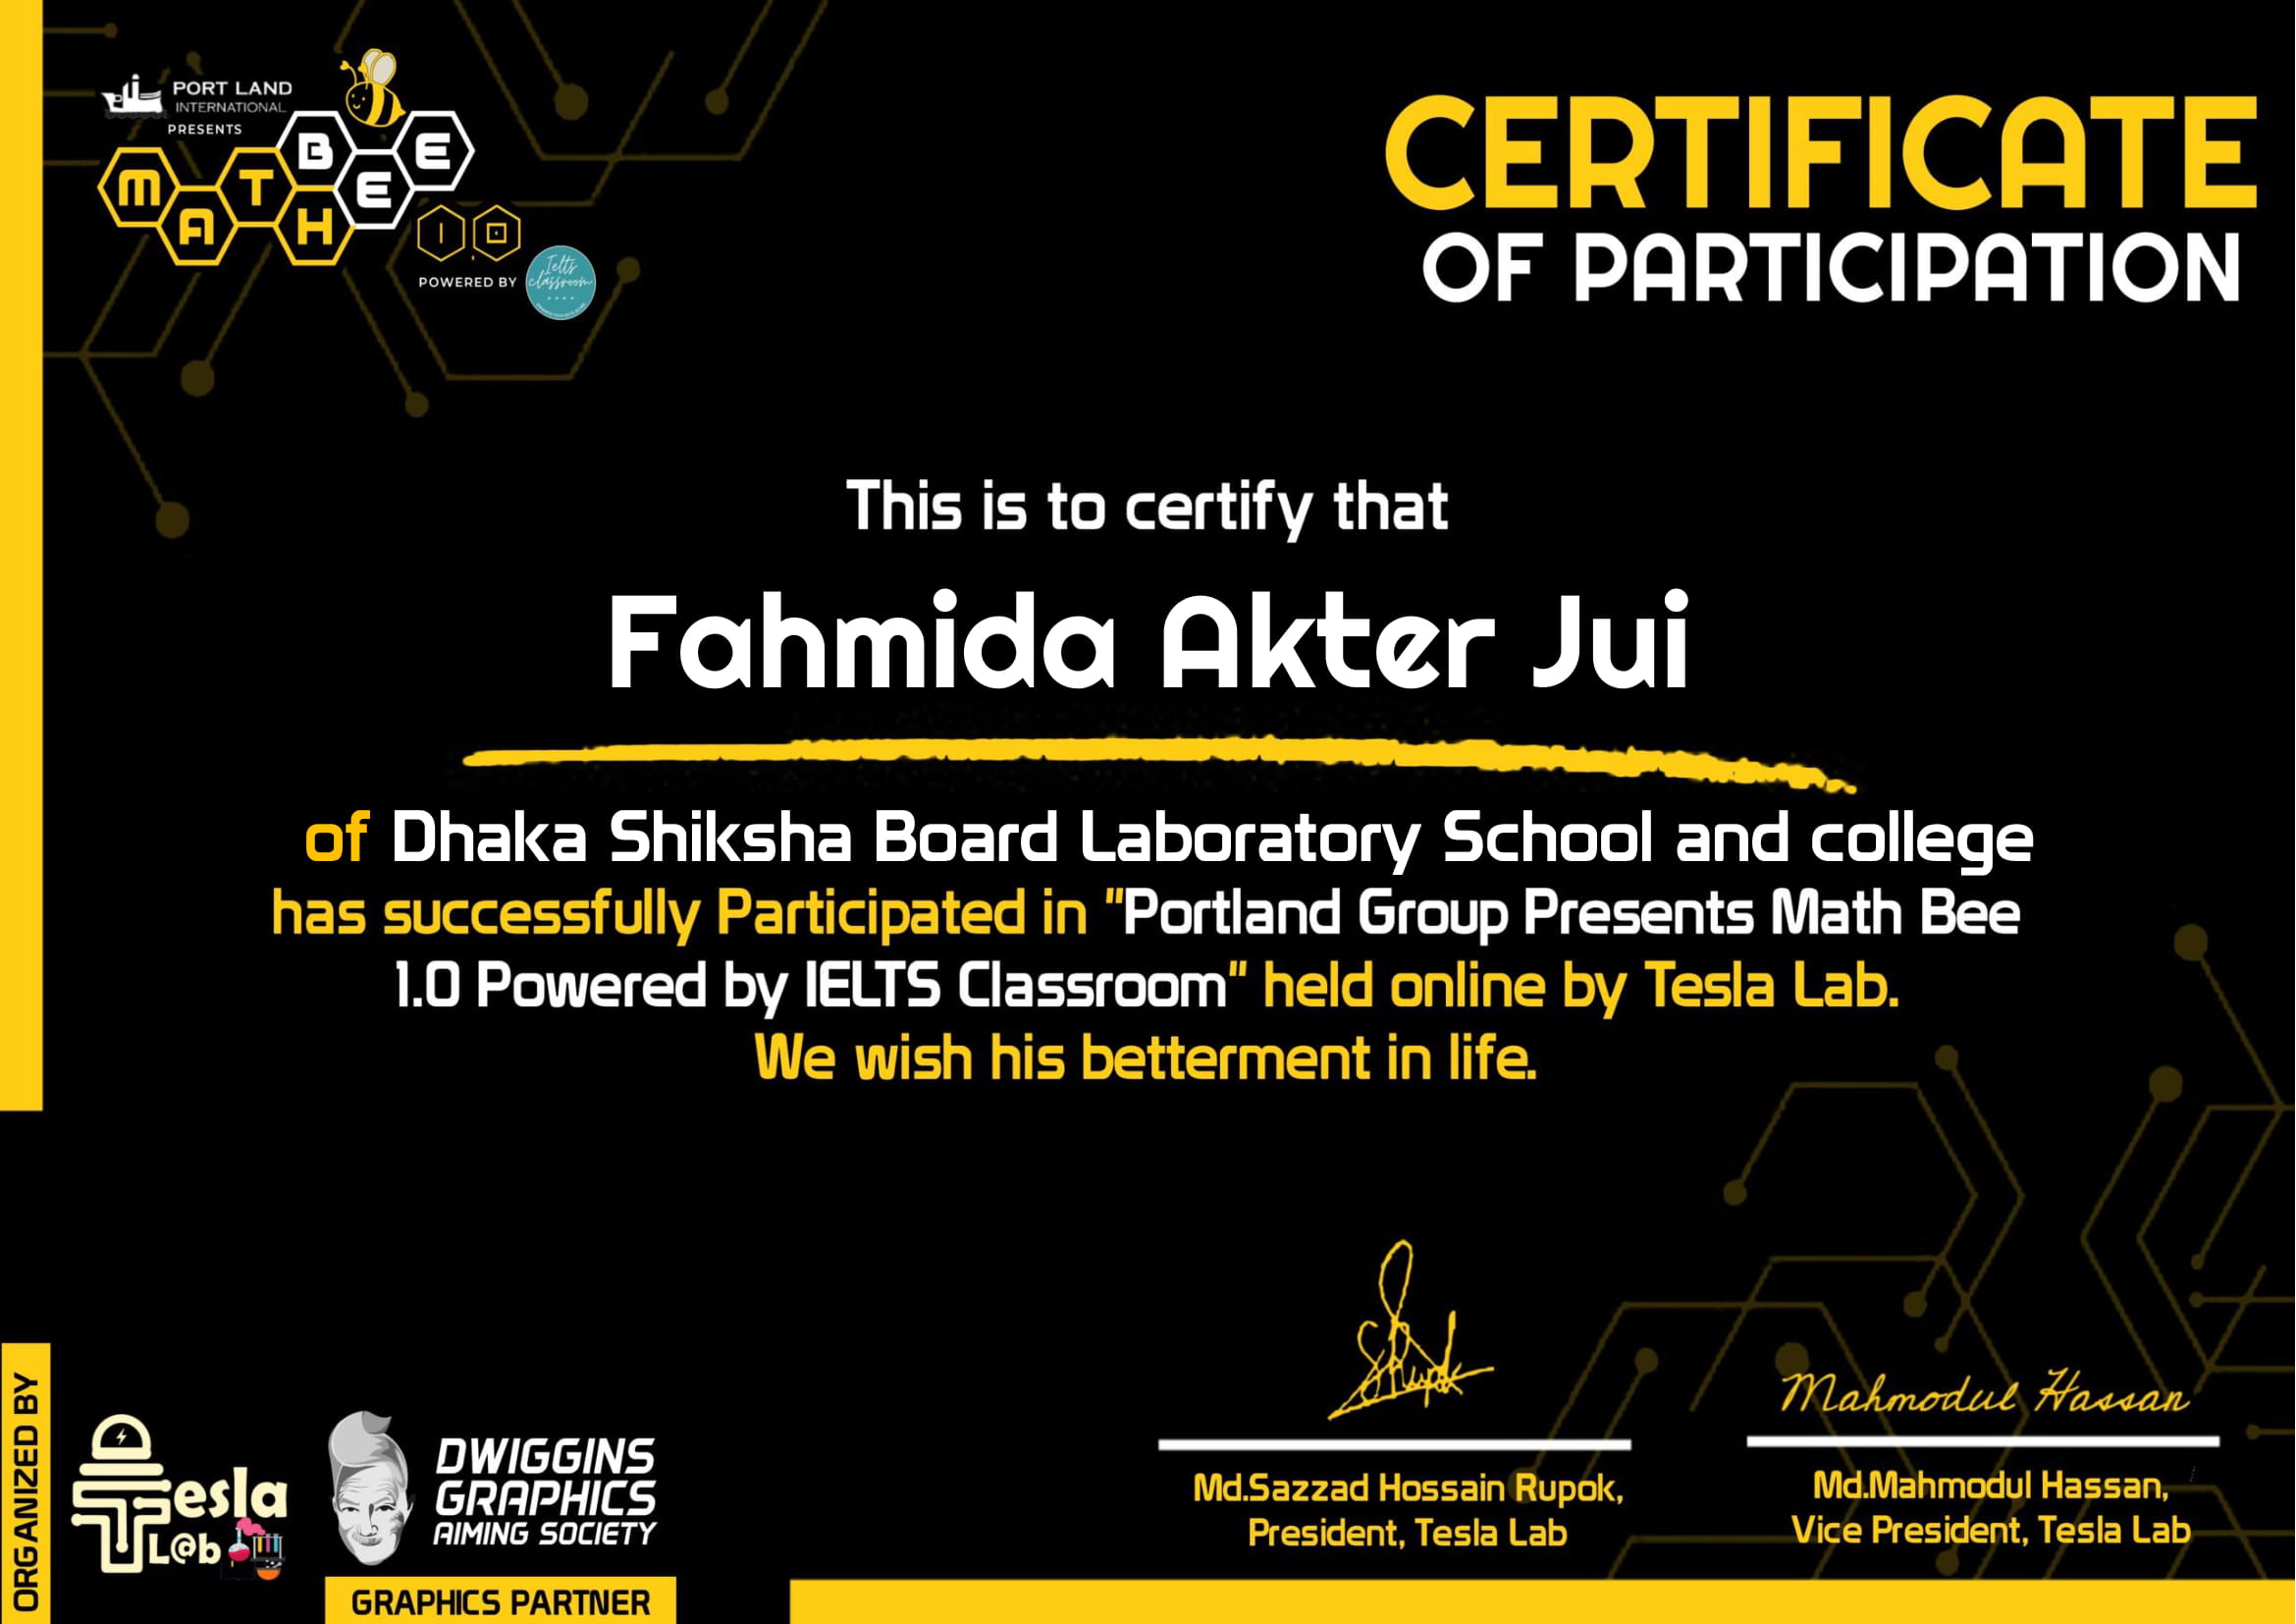 PORT LAND
INTERNATIONAL
PRESENTS
MATH BEE
1.0
POWERED BY
Ielts classroom
CERTIFICATE
OF PARTICIPATION
This is to certify that
Fahmida Akter Jui
of Dhaka Shiksha Board Laboratory School and college
has successfully Participated in "Portland Group Presents Math Bee
1.0 Powered by IELTS Classroom" held online by Tesla Lab.
We wish his betterment in life.
Mahmodul Hassan
Md.Sazzad Hossain Rupok,
President, Tesla Lab
Md.Mahmodul Hassan,
Vice President, Tesla Lab
ORGANIZED BY
Tesla
L@b
DWIGGINS
GRAPHICS
AIMING SOCIETY
GRAPHICS PARTNER